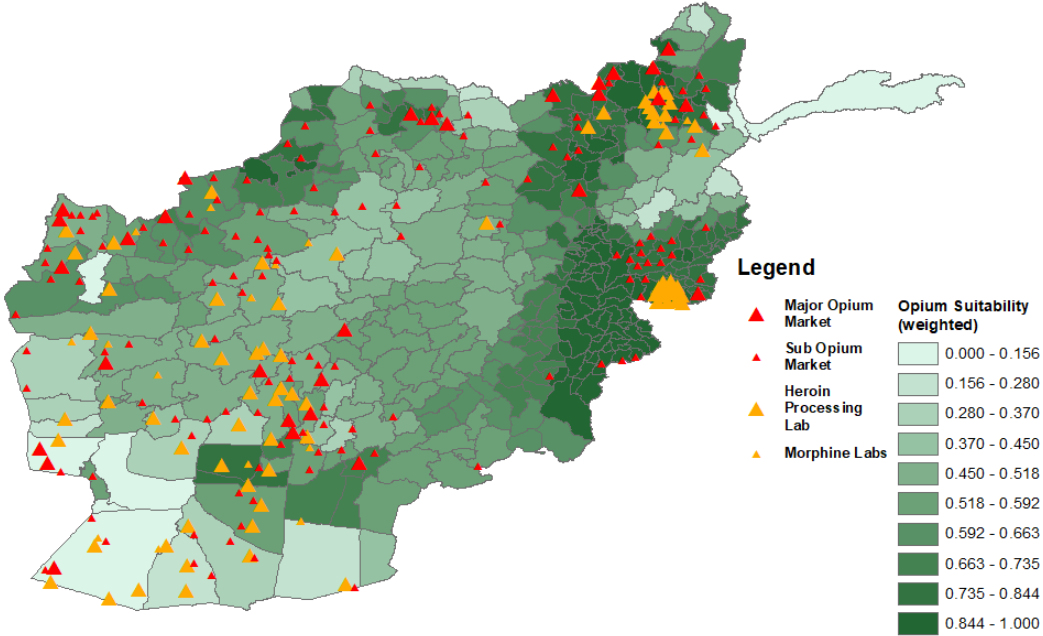 Legend
Major Opium
Market
Sub Opium
Market
Heroin
Processing
Lab
Morphine Labs
Opium Suitability
(weighted)
0.000 - 0.156
0.156 - 0.280
0.280 - 0.370
0.370 - 0.450
0.450 - 0.518
0.518 - 0.592
0.592 - 0.663
0.663 - 0.735
0.735 - 0.844
0.844 - 1.000